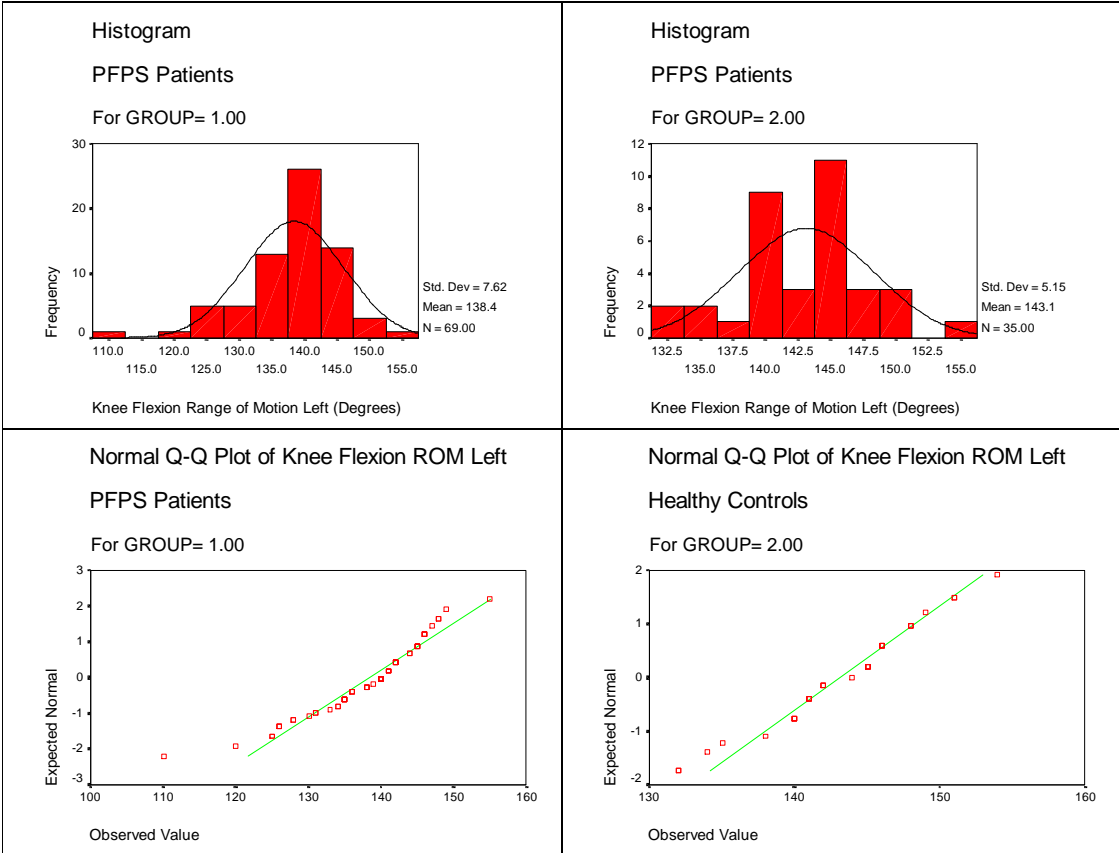 Histogram
PFPS Patients
For GROUP= 1.00
30
20
10
0
Frequency
110.0 120.0 130.0 140.0 150.0
115.0 125.0 135.0 145.0 155.0
Std. Dev = 7.62
Mean = 138.4
N = 69.00
Knee Flexion Range of Motion Left (Degrees)
Histogram
PFPS Patients
For GROUP= 2.00
12
10
8
6
4
2
0
Frequency
132.5 137.5 142.5 147.5 152.5
135.0 140.0 145.0 150.0 155.0
Std. Dev = 5.15
Mean = 143.1
N = 35.00
Knee Flexion Range of Motion Left (Degrees)
Normal Q-Q Plot of Knee Flexion ROM Left
PFPS Patients
For GROUP= 1.00
3
2
1
0
-1
-2
-3
Expected Normal
100 110 120 130 140 150 160
Observed Value
Normal Q-Q Plot of Knee Flexion ROM Left
Healthy Controls
For GROUP= 2.00
2
1
0
-1
-2
Expected Normal
130 140 150 160
Observed Value